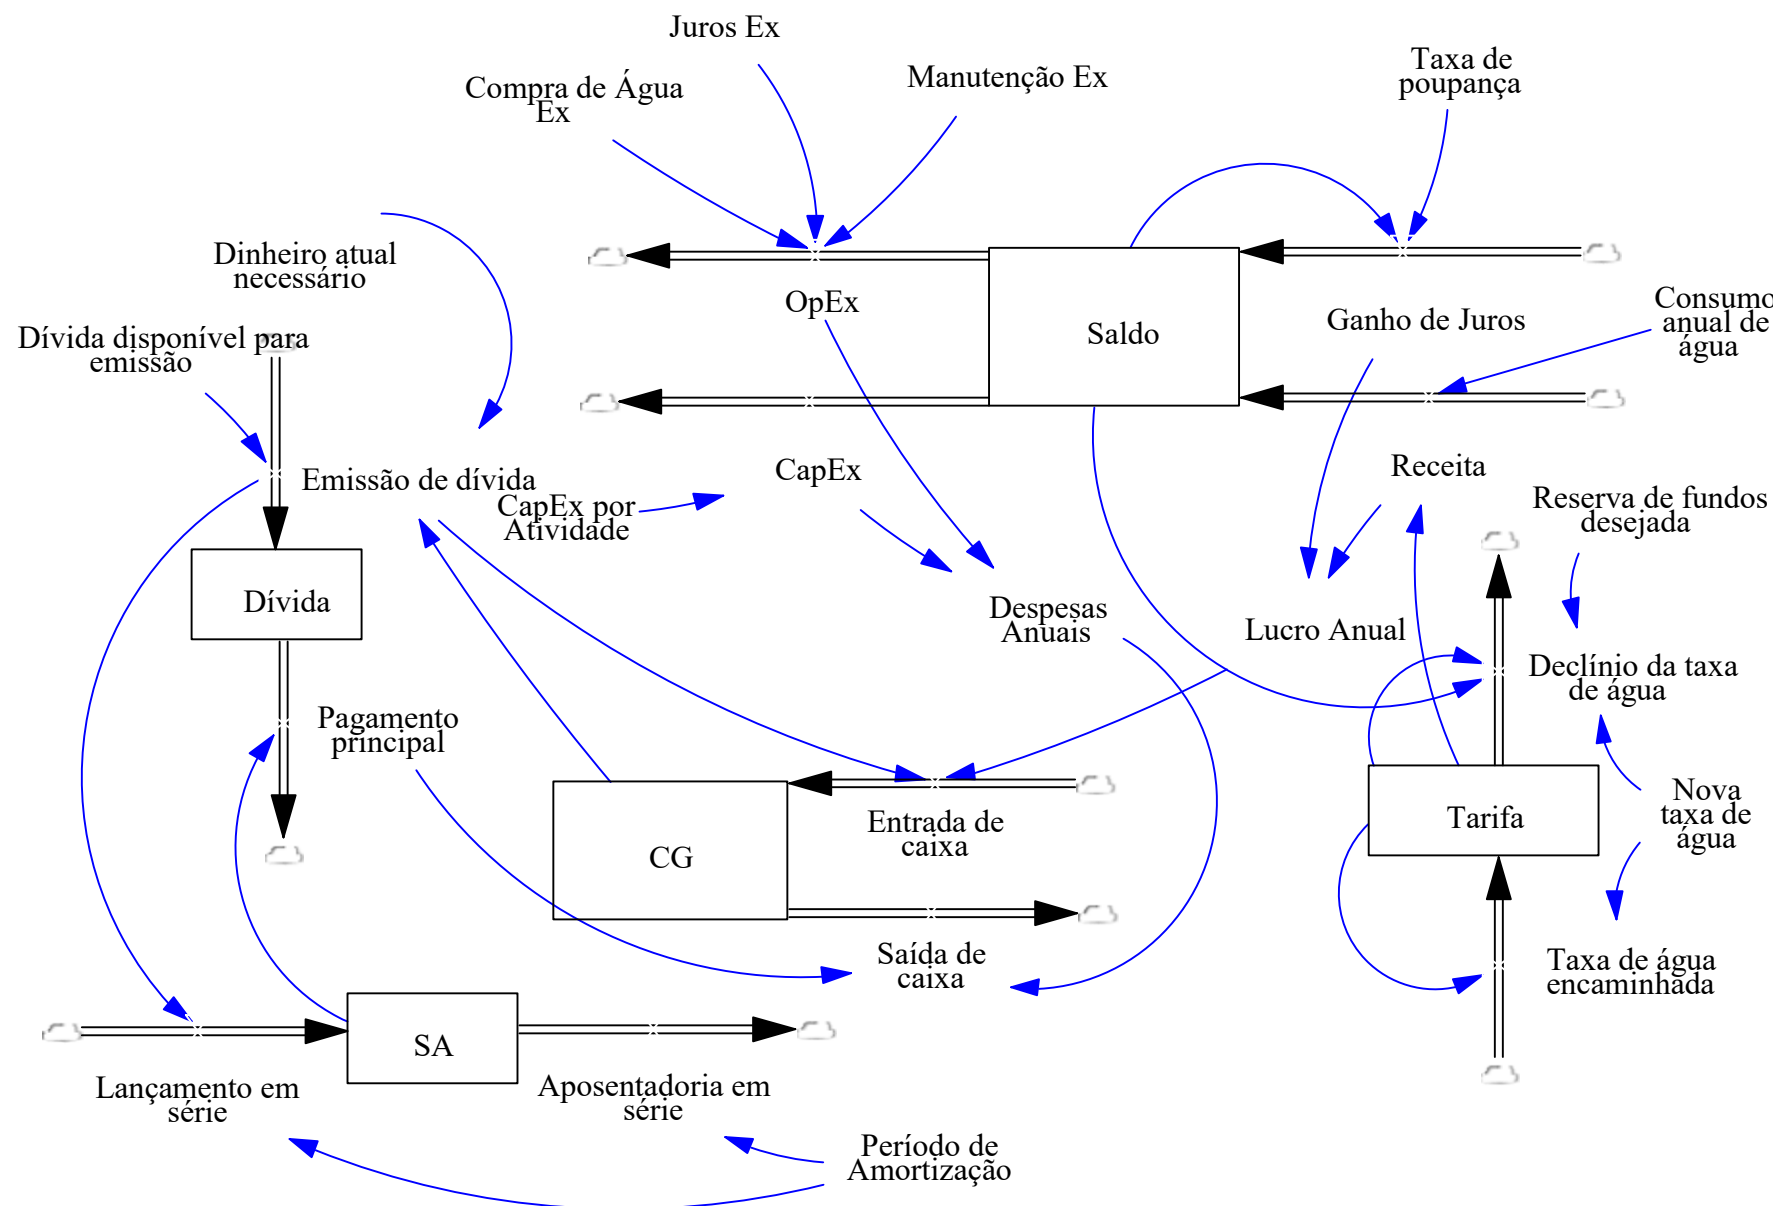 Juros Ex
Compra de Água
Ex
Manutenção Ex
Taxa de
poupança
Dinheiro atual
necessário
Dívida disponível para
emissão
OpEx
Saldo
Ganho de Juros
Consumo
anual de
água
Emissão de dívida
CapEx por
Atividade
CapEx
Receita
Reserva de fundos
desejada
Dívida
Despesas
Anuais
Lucro Anual
Declínio da taxa
de água
Pagamento
principal
Entrada de
caixa
CG
Tarifa
Nova
taxa de
água
Saída de
caixa
Taxa de água
encaminhada
SA
Lançamento em
série
Aposentadoria em
série
Período de
Amortização